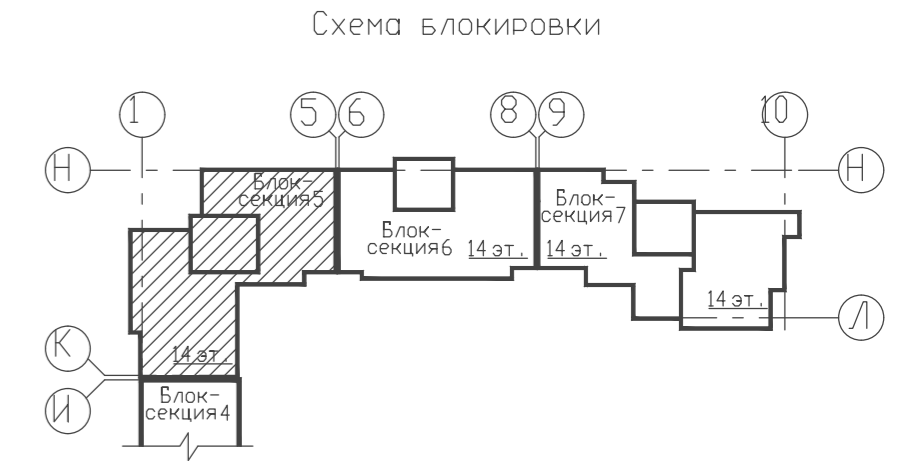 Схема блокировки
1
5
6
8
9
10
Н
Н
Блок-
секция5
Блок-
секция6
14 эт.
Блок-
секция7
14 эт.
14 эт.
Л
К
14 эт.
И
Блок-
секция4